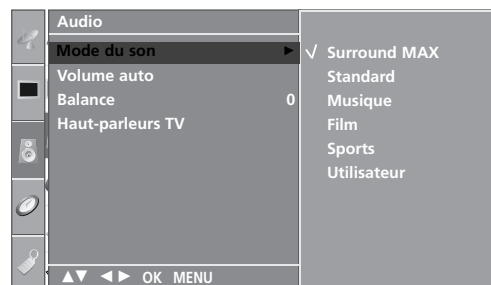 Audio
Mode du son ►
Volume auto
Balance 0
Haut-parleurs TV
▲▼ ◄► OK MENU
√ Surround MAX
Standard
Musique
Film
Sports
Utilisateur